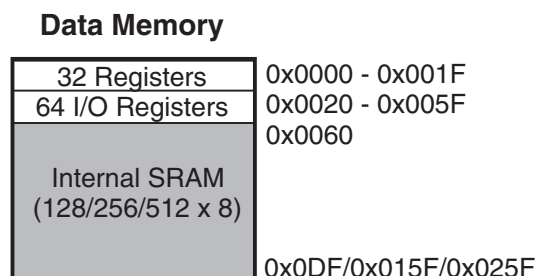 Data Memory
32 Registers 0x0000 - 0x001F
64 I/O Registers 0x0020 - 0x005F
0x0060
Internal SRAM
(128/256/512 x 8)
0x0DF/0x015F/0x025F